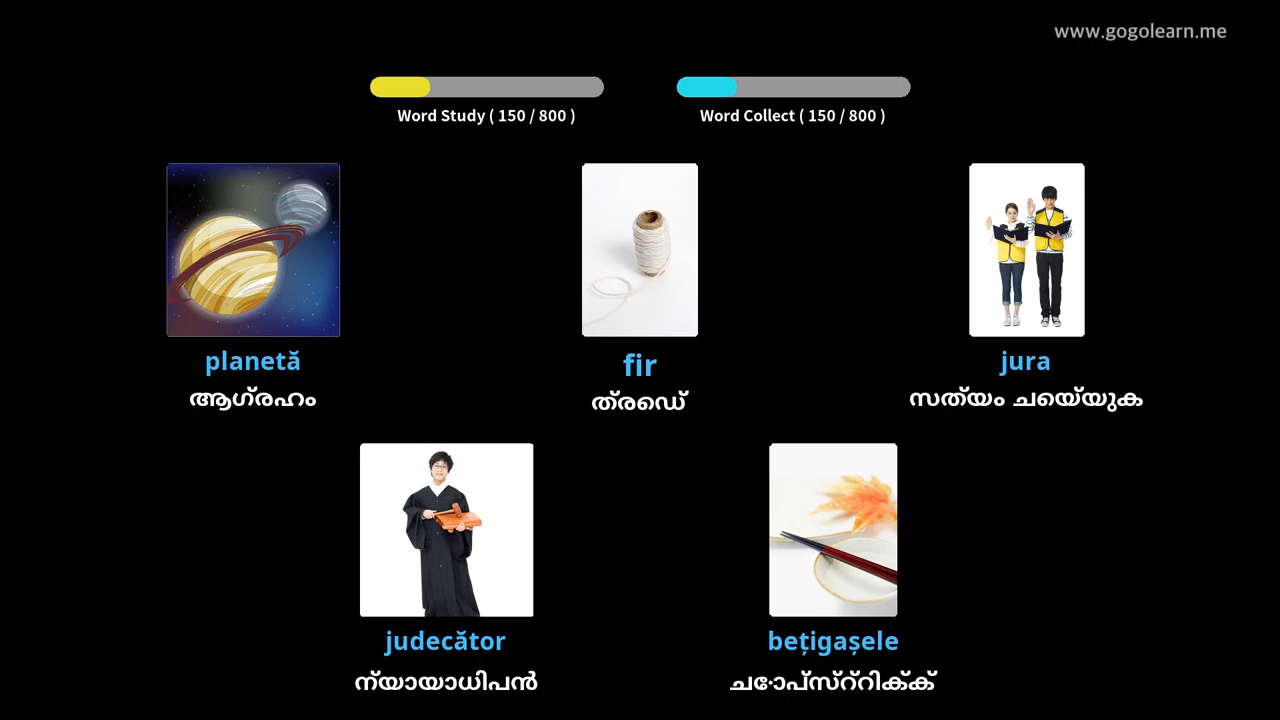 www.gogolearn.me
Word Study ( 150 / 800 )
Word Collect ( 150 / 800 )
planetă
ആഗ്രഹം
fir
ത്രഡെ്
jura
സത്യം ചയെ്യുക
judecător
ന്യായാധിപൻ
bețigașele
ചോപ്സ്റ്റിക്ക്